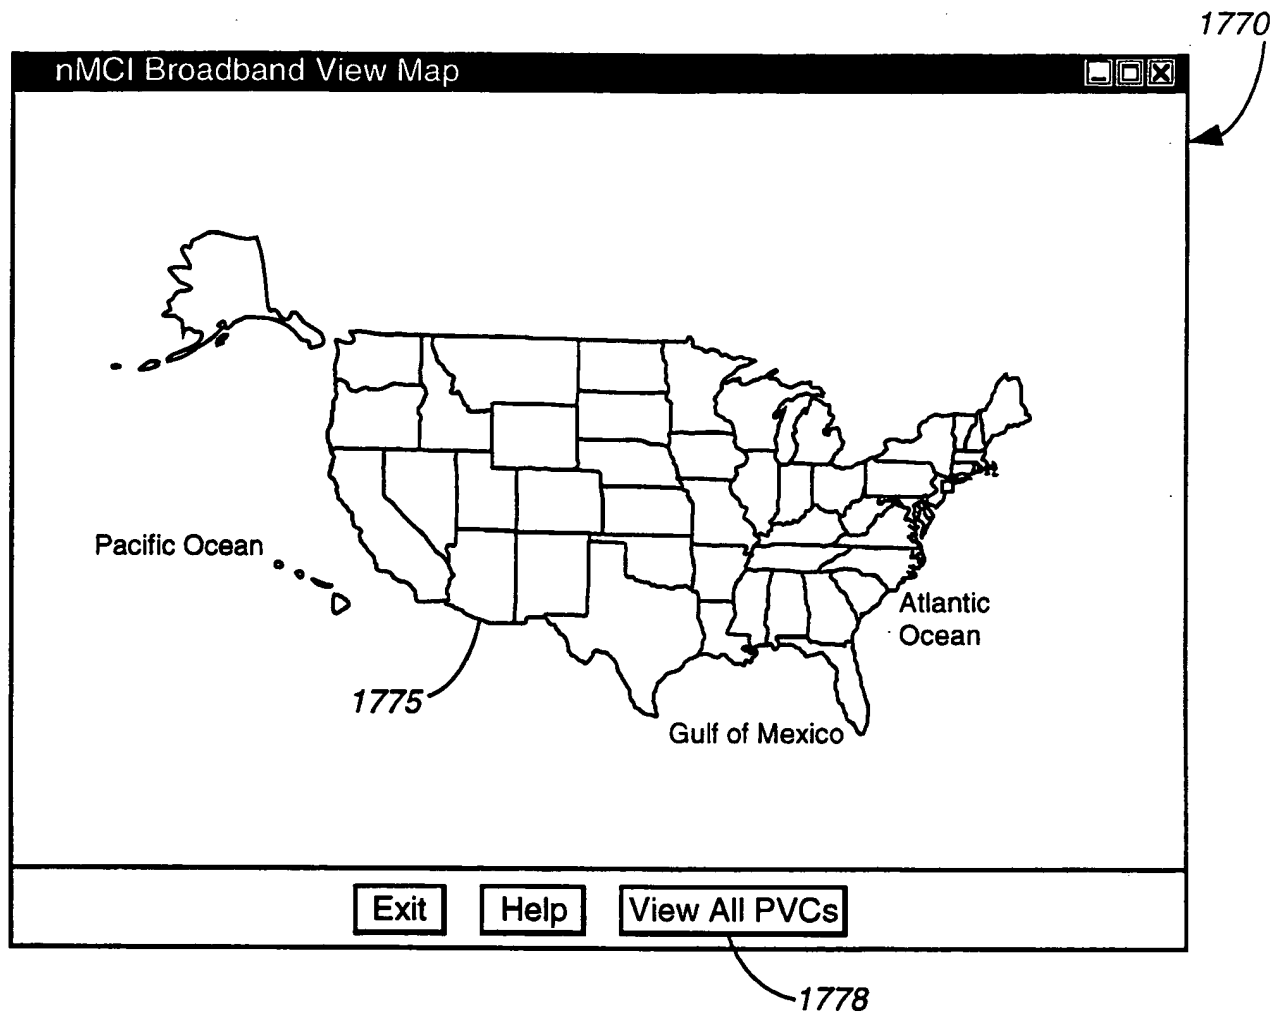 1770
nMCI Broadband View Map
Pacific Ocean
Atlantic
Ocean
1775
Gulf of Mexico
Exit
Help
View All PVCs
1778